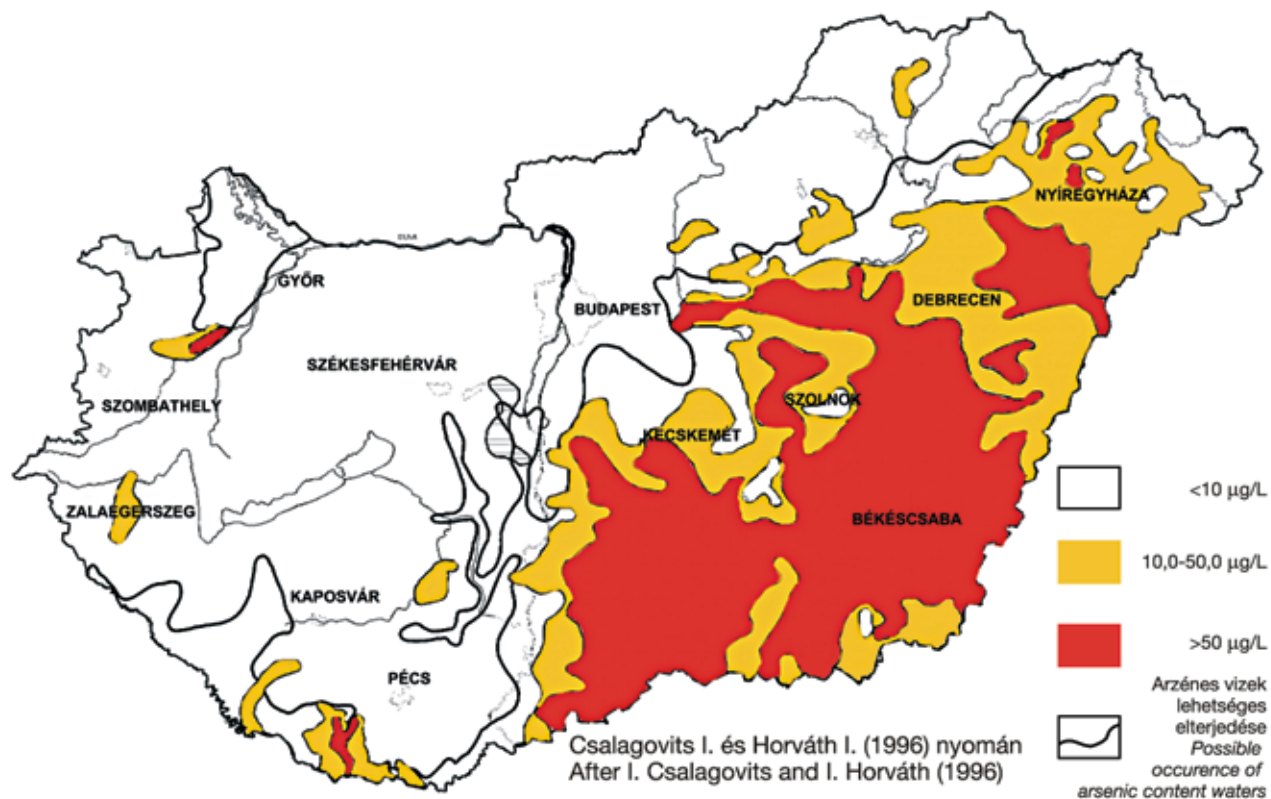 NYÍREGYHÁZA
GYŐR
BUDAPEST
DEBRECEN
SZÉKESFEHÉRVÁR
SZOMBATHELY
SZOLNOK
KECSKEMÉT
ZALAEGERSZEG
BÉKÉSCSABA
KAPOSVÁR
PÉCS
<10 µg/L
10,0-50,0 µg/L
>50 µg/L
Arzénes vizek
lehetséges
elterjedése
Possible
occurence of
arsenic content waters
Csalagovits I. és Horváth I. (1996) nyomán
After I. Csalagovits and I. Horváth (1996)